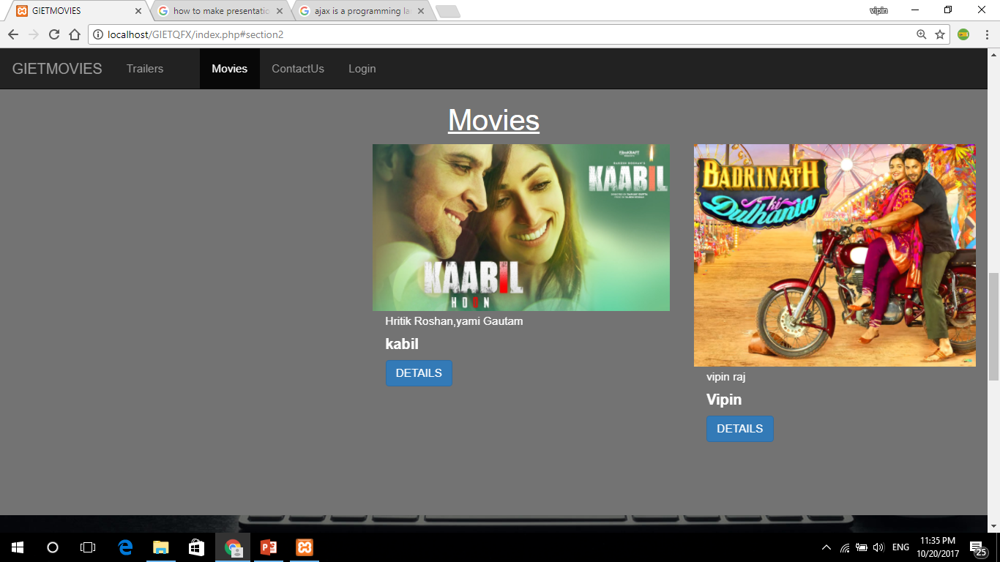 GIETMOVIES
how to make presentatio
ajax is a programming la
vipin
localhost/GIETQFX/index.php#section2
GIETMOVIES Trailers Movies ContactUs Login
Movies
KAABIL
KAABIL
HOON
Hritik Roshan,yami Gautam
kabil
DETAILS
BADRINATH
ki
Dulhania
vipin raj
Vipin
DETAILS
ENG
11:35 PM
10/20/2017
25